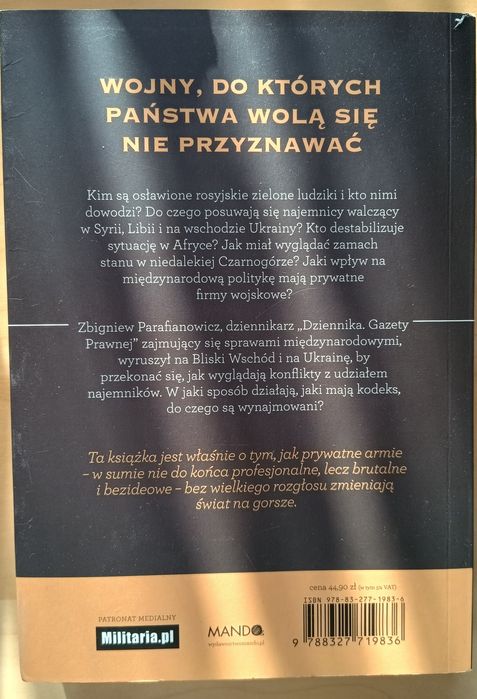 WOJNY, DO KTÓRYCH
PAŃSTWA WOLĄ SIĘ
NIE PRZYZNAWAĆ
Kim są osławione rosyjskie zielone ludziki i kto nimi
dowodzi? Do czego posuwają się najemnicy walczący
w Syrii, Libii i na wschodzie Ukrainy? Kto destabilizuje
sytuację w Afryce? Jak miał wyglądać zamach
stanu w niedalekiej Czarnogórze? Jaki wpływ na
międzynarodową politykę mają prywatne
firmy wojskowe?
Zbigniew Parafianowicz, dziennikarz „Dziennika. Gazety
Prawnej” zajmujący się sprawami międzynarodowymi,
wyruszył na Bliski Wschód i na Ukrainę, by
przekonać się, jak wyglądają konflikty z udziałem
najemników. W jaki sposób działają, jaki mają kodeks,
do czego są wynajmowani?
Ta książka jest właśnie o tym, jak prywatne armie
– w sumie nie do końca profesjonalne, lecz brutalne
i bezideowe – bez wielkiego rozgłosu zmieniają
świat na gorsze.
cena 44,90 zł (w tym 5% VAT)
ISBN 978-83-277-1983-6
9 788327 719836
PATRONAT MEDIALNY
Militaria.pl
MANDO
wydawnictwomando.pl